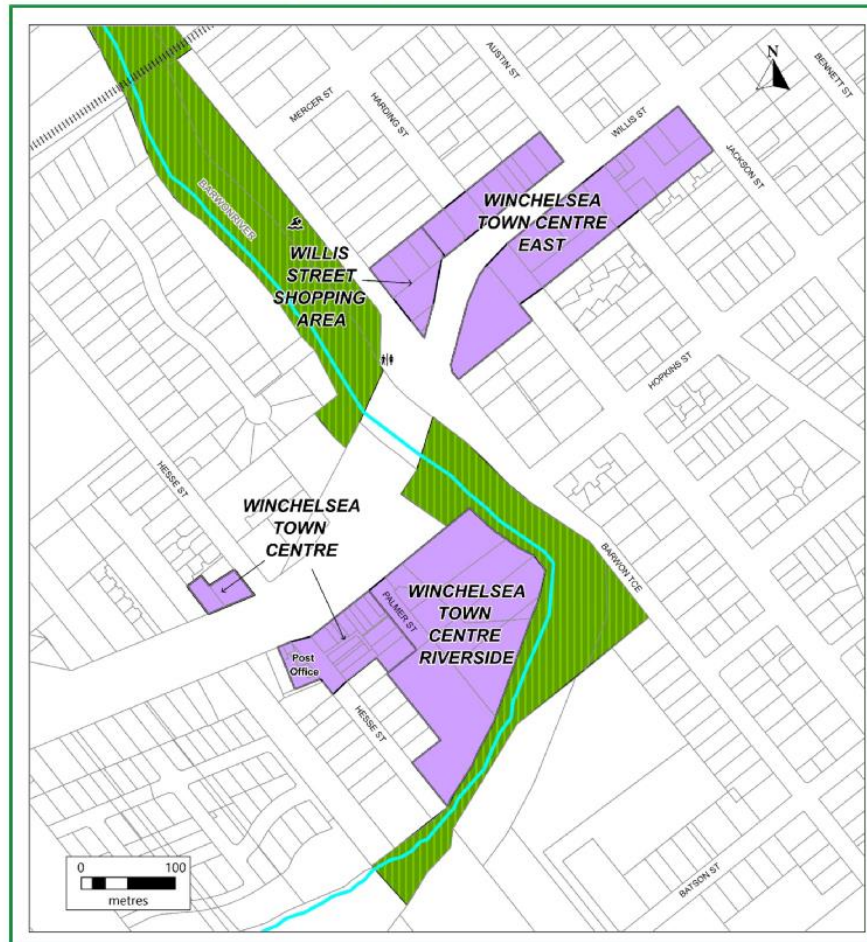 N
AUSTIN ST
BENNETT ST
MERCER ST
HARDING ST
WILLIS ST
JACKSON ST
BARWON RIVER
WINCHELSEA
TOWN CENTRE
EAST
WILLIS
STREET
SHOPPING
AREA
HOPKINS ST
HESSE ST
WINCHELSEA
TOWN
CENTRE
BARWON TCE
PALMER ST
WINCHELSEA
TOWN
CENTRE
RIVERSIDE
Post
Office
HESSE ST
BATSON ST
0 100
metres